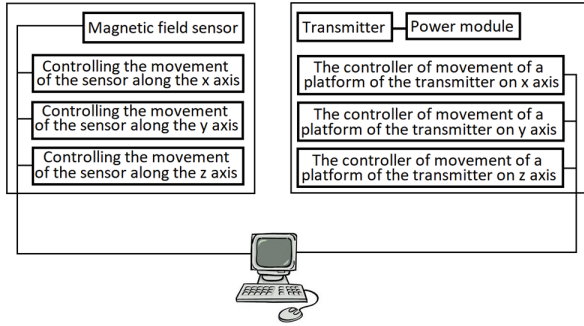 Magnetic field sensor
Controlling the movement
of the sensor along the x axis
Controlling the movement
of the sensor along the y axis
Controlling the movement
of the sensor along the z axis
Transmitter
Power module
The controller of movement of a
platform of the transmitter on x axis
The controller of movement of a
platform of the transmitter on y axis
The controller of movement of a
platform of the transmitter on z axis